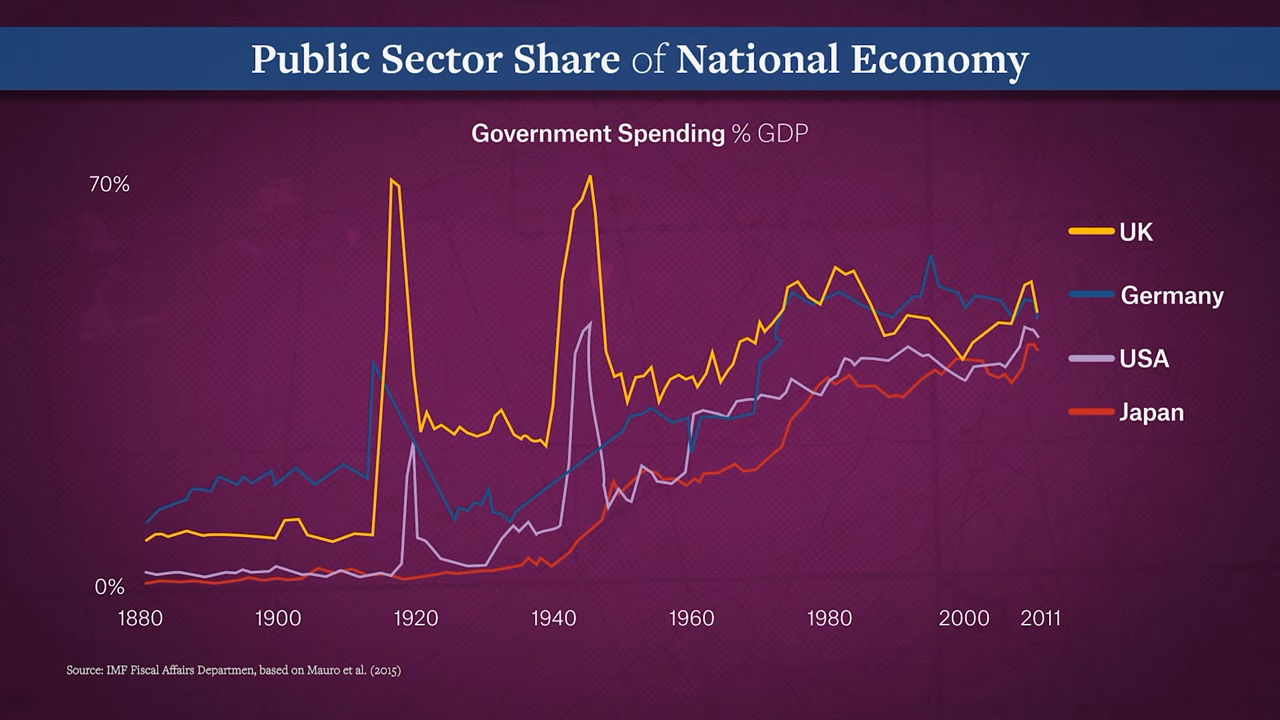 Public Sector Share of National Economy
Government Spending % GDP
70%
UK
Germany
USA
Japan
0%
1880 1900 1920 1940 1960 1980 2000 2011
Source: IMF Fiscal Affairs Departmen, based on Mauro et al. (2015)